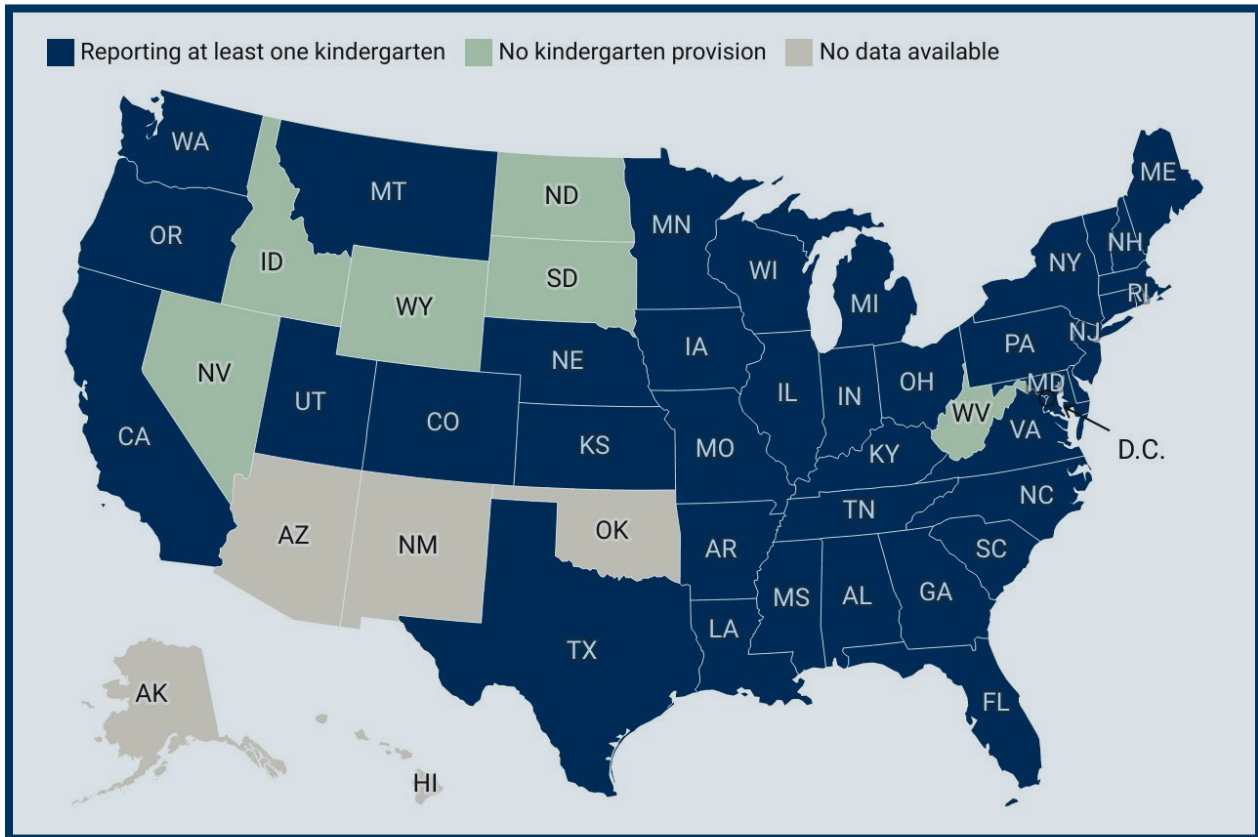 Reporting at least one kindergarten
No kindergarten provision
No data available
WA
ME
MT
ND
MN
OR
NH
ID
NY
WI
SD
RI
MI
WY
NJ
IA
PA
NE
NV
OH
MD
UT
IL
IN
WV
CO
VA
CA
KS
MO
KY
D.C.
NC
TN
AZ
OK
NM
AR
SC
GA
MS
AL
LA
TX
AK
FL
HI